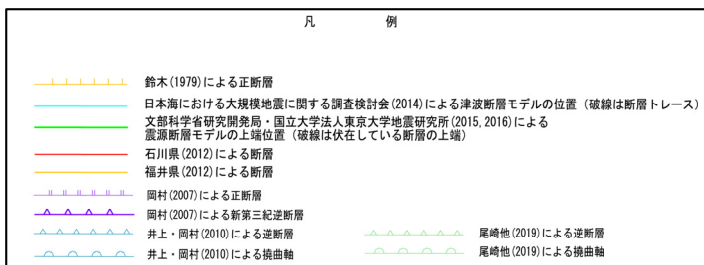 凡 例
鈴木(1979)による正断層
日本海における大規模地震に関する調査検討会(2014)による津波断層モデルの位置（破線は断層トレース）
文部科学省研究開発局・国立大学法人東京大学地震研究所(2015,2016)による
震源断層モデルの上端位置（破線は伏在している断層の上端）
石川県(2012)による断層
福井県(2012)による断層
岡村(2007)による正断層
岡村(2007)による新第三紀逆断層
井上・岡村(2010)による逆断層
尾崎他(2019)による逆断層
井上・岡村(2010)による撓曲軸
尾崎他(2019)による撓曲軸